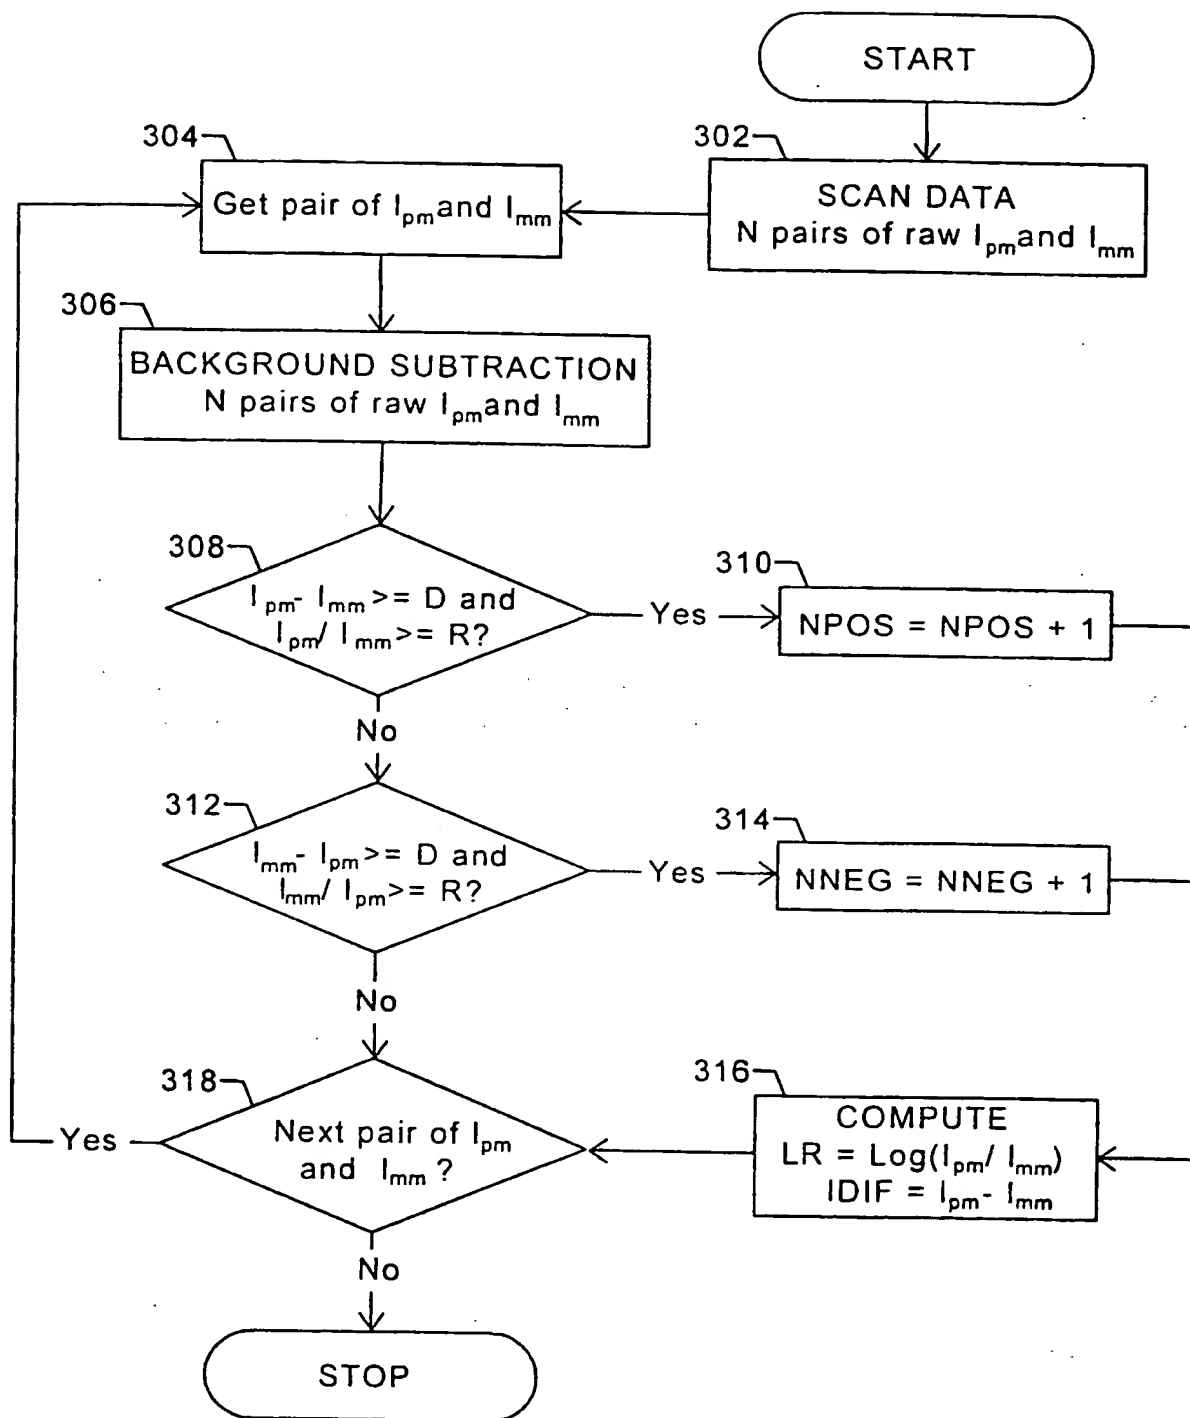 START
302
SCAN DATA
N pairs of raw Ipm and Imm
304
Get pair of Ipm and Imm
306
BACKGROUND SUBTRACTION
N pairs of raw Ipm and Imm
308
Ipm - Imm >= D and
Ipm / Imm >= R?
Yes
310
NPOS = NPOS + 1
No
312
Imm - Ipm >= D and
Imm / Ipm >= R?
Yes
314
NNEG = NNEG + 1
No
316
COMPUTE
LR = Log(Ipm / Imm)
IDIF = Ipm - Imm
318
Next pair of Ipm
and Imm ?
Yes
No
STOP